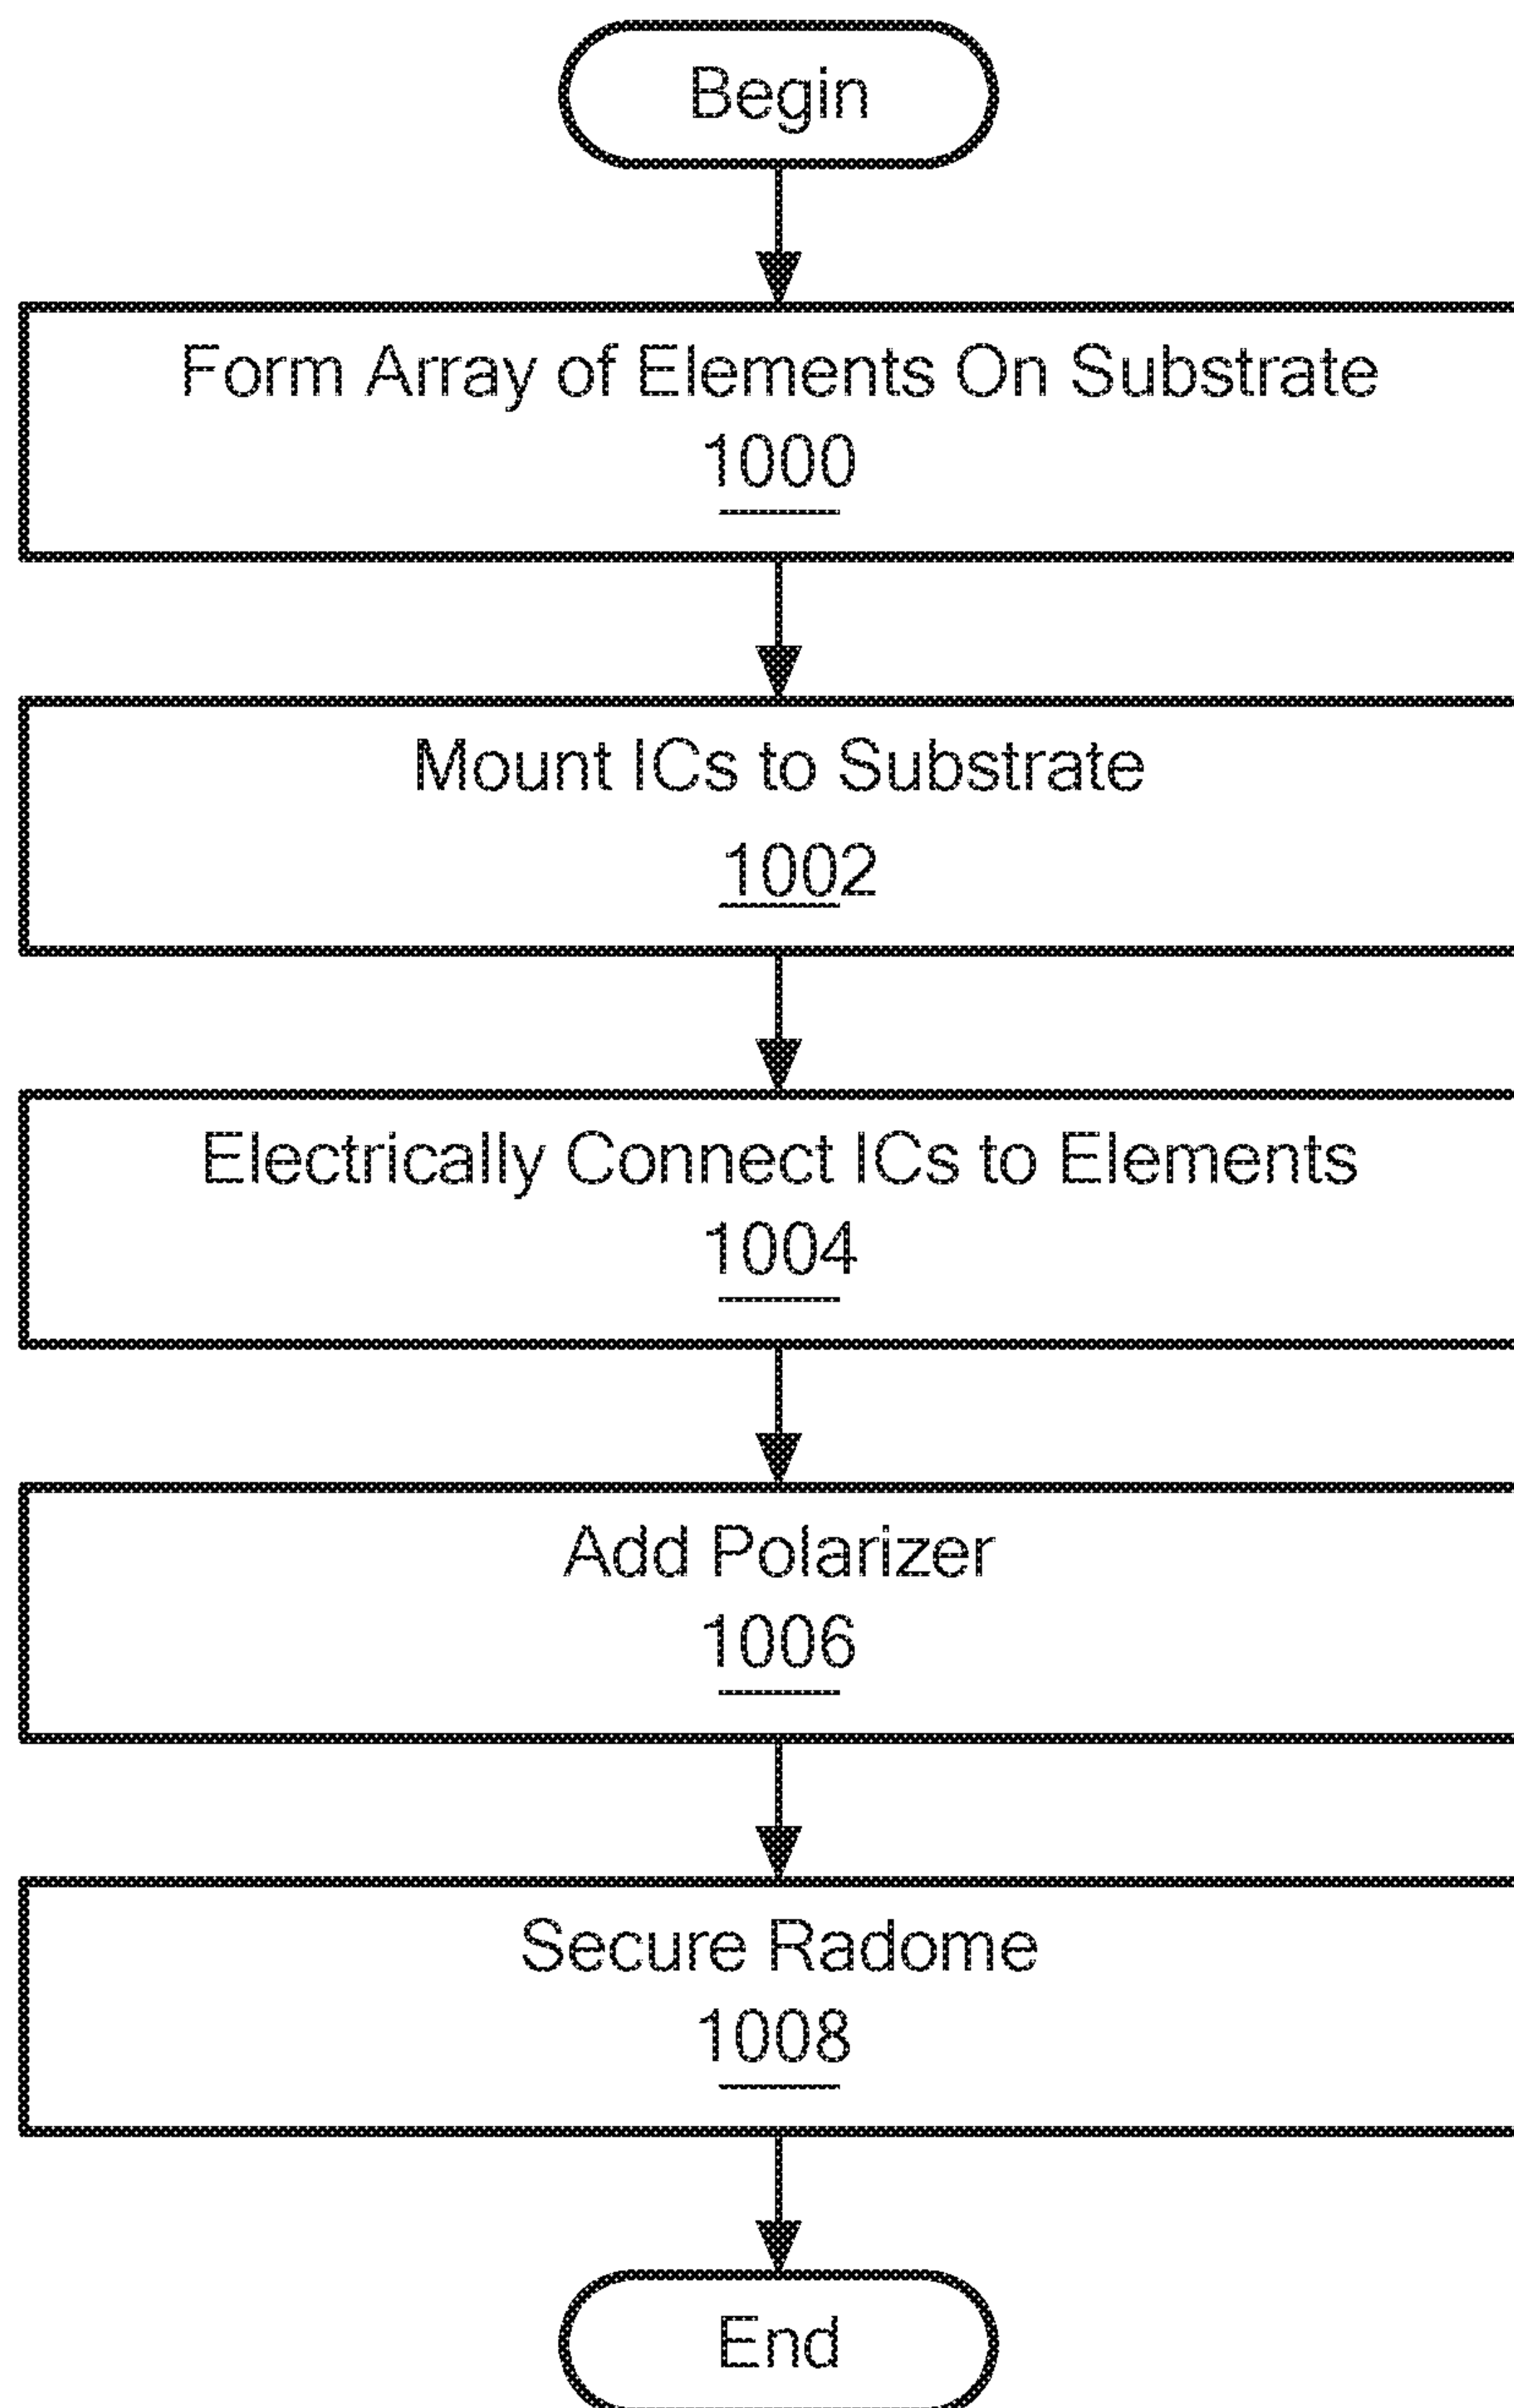 Begin
Form Array of Elements On Substrate
1000
Mount ICs to Substrate
1002
Electrically Connect ICs to Elements
1004
Add Polarizer
1006
Secure Radome
1008
End